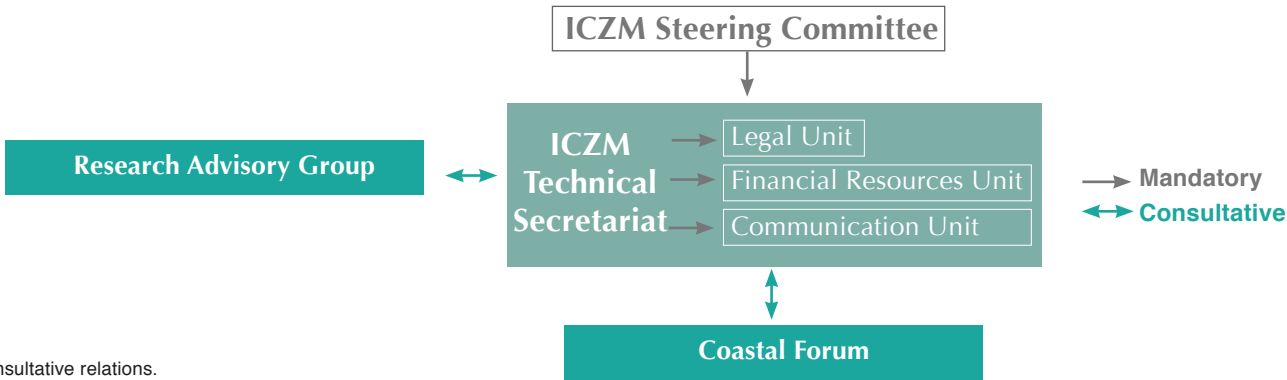 ICZM Steering Committee
Research Advisory Group
ICZM
Technical
Secretariat
Legal Unit
Financial Resources Unit
Communication Unit
Mandatory
Consultative
Coastal Forum
nsultative relations.